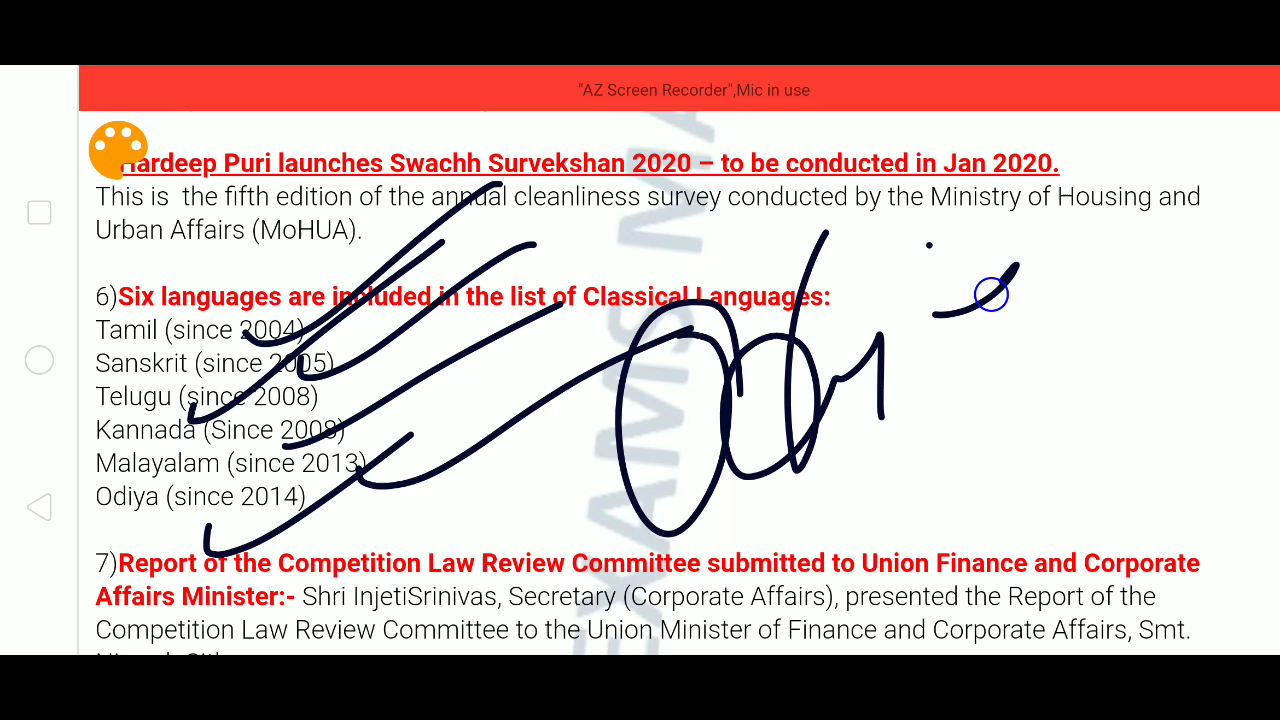 "AZ Screen Recorder",Mic in use
Hardeep Puri launches Swachh Survekshan 2020 – to be conducted in Jan 2020.
This is the fifth edition of the annual cleanliness survey conducted by the Ministry of Housing and
Urban Affairs (MoHUA).
6)Six languages are included in the list of Classical Languages:
Tamil (since 2004)
Sanskrit (since 2005)
Telugu (since 2008)
Kannada (Since 2008)
Malayalam (since 2013)
Odiya (since 2014)
7)Report of the Competition Law Review Committee submitted to Union Finance and Corporate
Affairs Minister:- Shri InjetiSrinivas, Secretary (Corporate Affairs), presented the Report of the
Competition Law Review Committee to the Union Minister of Finance and Corporate Affairs, Smt.
EXAMS MA